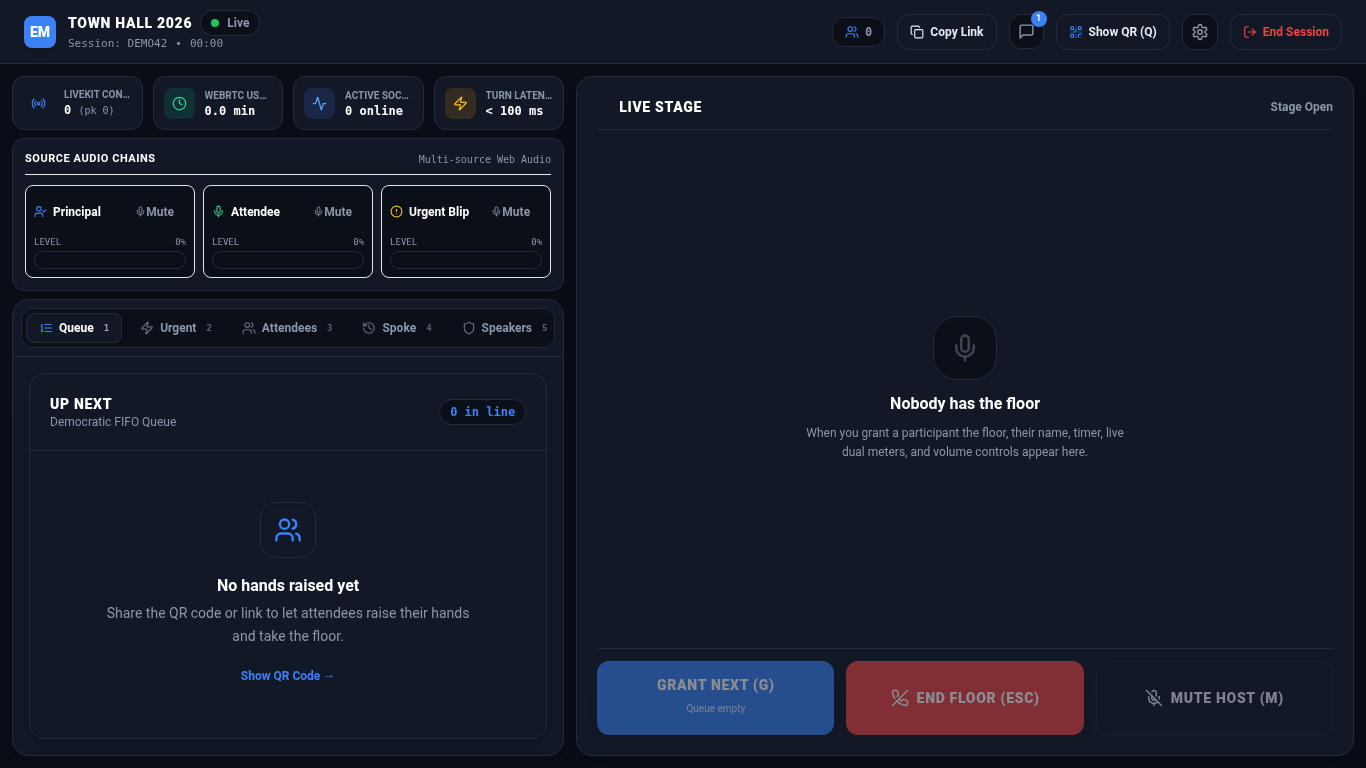 EM
TOWN HALL 2026
Live
Session: DEMO42 • 00:00
0
Copy Link
1
Show QR (Q)
End Session
LIVEKIT CON…
0 (pk 0)
WEBRTC US…
0.0 min
ACTIVE SOC…
0 online
TURN LATEN…
< 100 ms
SOURCE AUDIO CHAINS
Multi-source Web Audio
Principal
Mute
LEVEL
0%
Attendee
Mute
LEVEL
0%
Urgent Blip
Mute
LEVEL
0%
Queue 1
Urgent 2
Attendees 3
Spoke 4
Speakers 5
UP NEXT
Democratic FIFO Queue
0 in line
No hands raised yet
Share the QR code or link to let attendees raise their hands
and take the floor.
Show QR Code →
LIVE STAGE
Stage Open
Nobody has the floor
When you grant a participant the floor, their name, timer, live
dual meters, and volume controls appear here.
GRANT NEXT (G)
Queue empty
END FLOOR (ESC)
MUTE HOST (M)